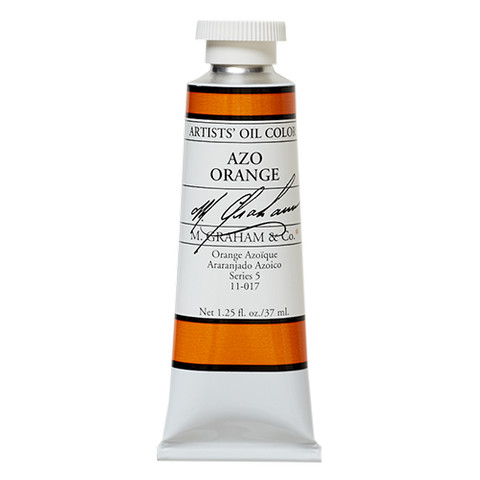 ARTISTS' OIL COLOR
AZO
ORANGE
M. Graham
M. GRAHAM & Co.®
Orange Azoïque
Araranjado Azoico
Series 5
11-017
Net 1.25 fl. oz./37 ml.